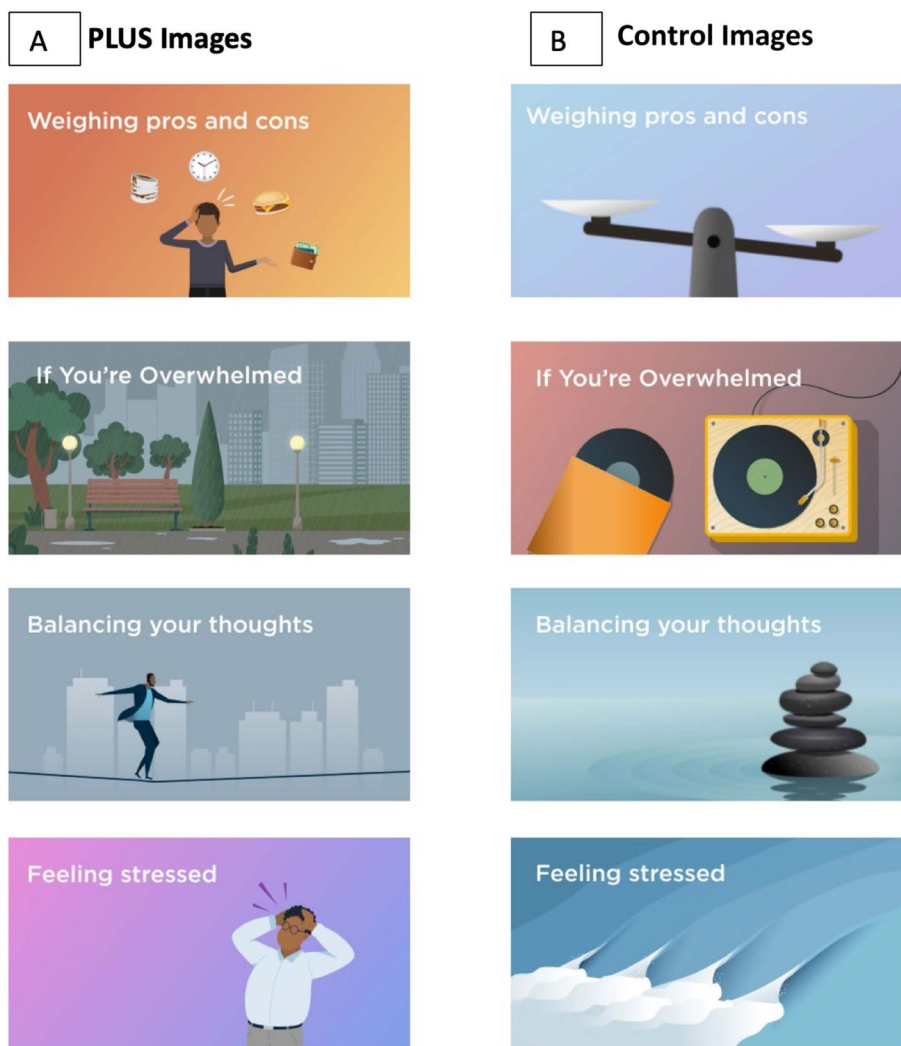 A
PLUS Images
B
Control Images
Weighing pros and cons
Weighing pros and cons
If You're Overwhelmed
If You're Overwhelmed
Balancing your thoughts
Balancing your thoughts
Feeling stressed
Feeling stressed